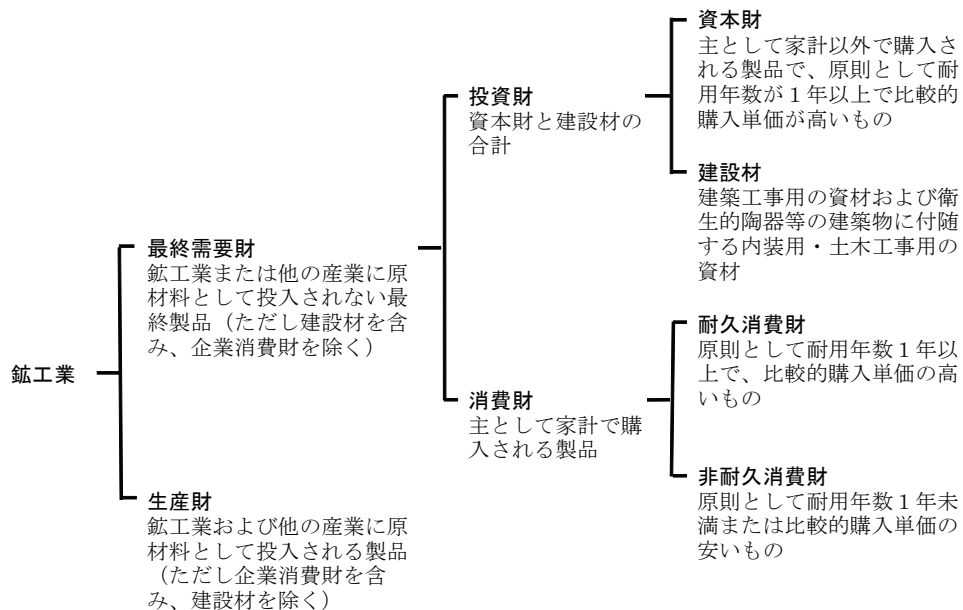 鉱工業
最終需要財
鉱工業または他の産業に原
材料として投入されない最
終製品（ただし建設材を含
み、企業消費財を除く）
生産財
鉱工業および他の産業に原
材料として投入される製品
（ただし企業消費財を含
み、建設材を除く）
投資財
資本財と建設材の
合計
消費財
主として家計で購
入される製品
資本財
主として家計以外で購入さ
れる製品で、原則として耐
用年数が１年以上で比較的
購入単価が高いもの
建設材
建築工事用の資材および衛
生的陶器等の建築物に付随
する内装用・土木工事用の
資材
耐久消費財
原則として耐用年数１年以
上で、比較的購入単価の高
いもの
非耐久消費財
原則として耐用年数１年未
満または比較的購入単価の
安いもの